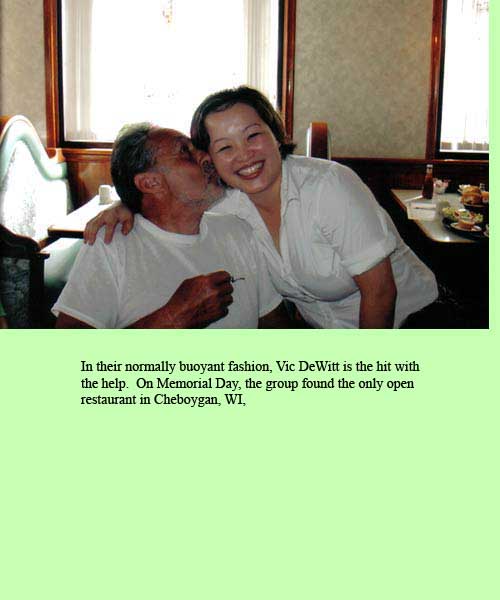 In their normally buoyant fashion, Vic DeWitt is the hit with
the help.  On Memorial Day, the group found the only open
restaurant in Cheboygan, WI,